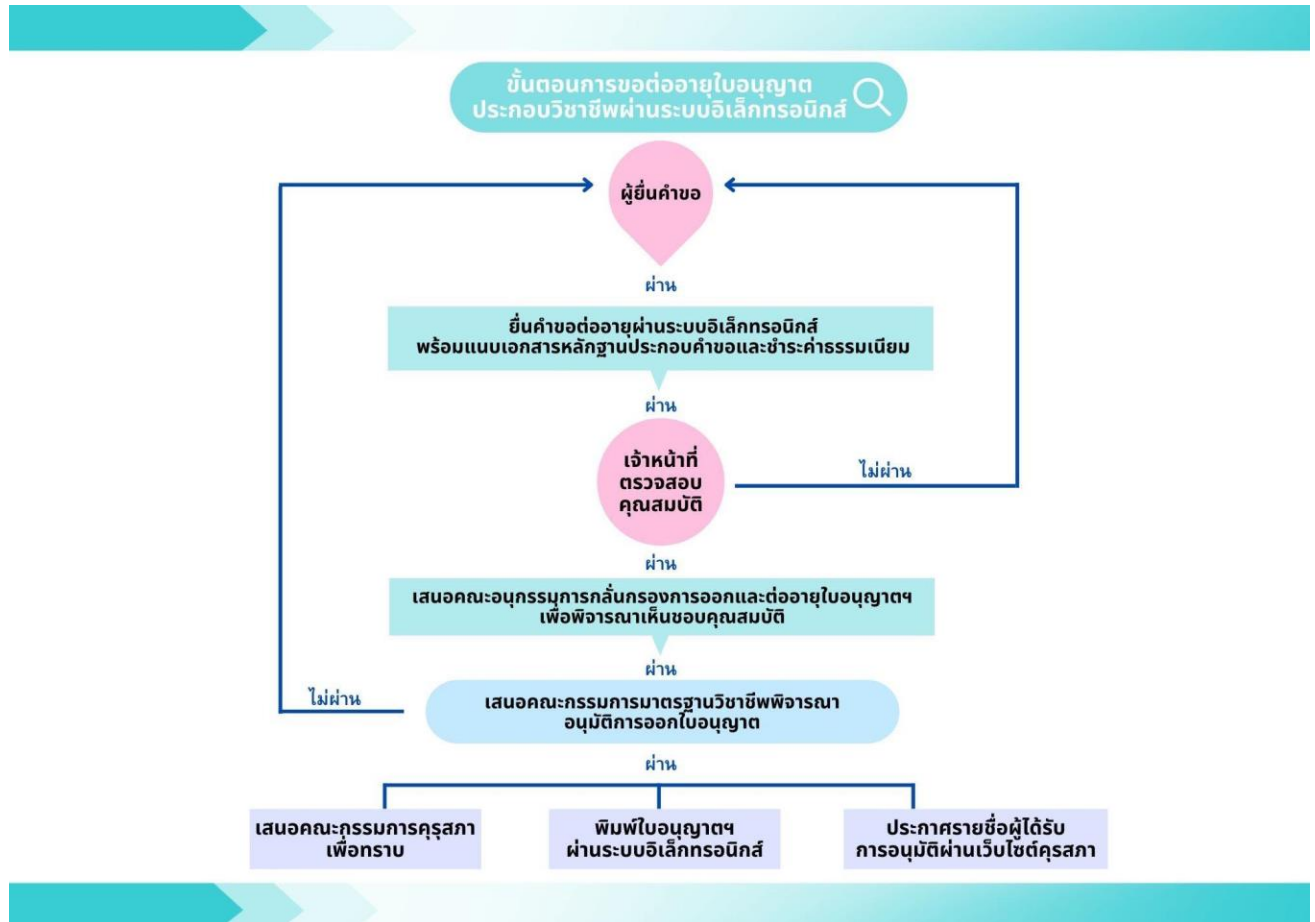 ขั้นตอนการขอต่ออายุใบอนุญาต
ประกอบวิชาชีพผ่านระบบอิเล็กทรอนิกส์
ผู้ยื่นคำขอ
ผ่าน
ยื่นคำขอต่ออายุผ่านระบบอิเล็กทรอนิกส์
พร้อมแนบเอกสารหลักฐานประกอบคำขอและชำระค่าธรรมเนียม
ผ่าน
เจ้าหน้าที่
ตรวจสอบ
คุณสมบัติ
ไม่ผ่าน
ผ่าน
เสนอคณะอนุกรรมการกลั่นกรองการออกและต่ออายุใบอนุญาตฯ
เพื่อพิจารณาเห็นชอบคุณสมบัติ
ผ่าน
ไม่ผ่าน
เสนอคณะกรรมการมาตรฐานวิชาชีพพิจารณา
อนุมัติการออกใบอนุญาต
ผ่าน
เสนอคณะกรรมการคุรุสภา
เพื่อทราบ
พิมพ์ใบอนุญาตฯ
ผ่านระบบอิเล็กทรอนิกส์
ประกาศรายชื่อผู้ได้รับ
การอนุมัติผ่านเว็บไซต์คุรสภา